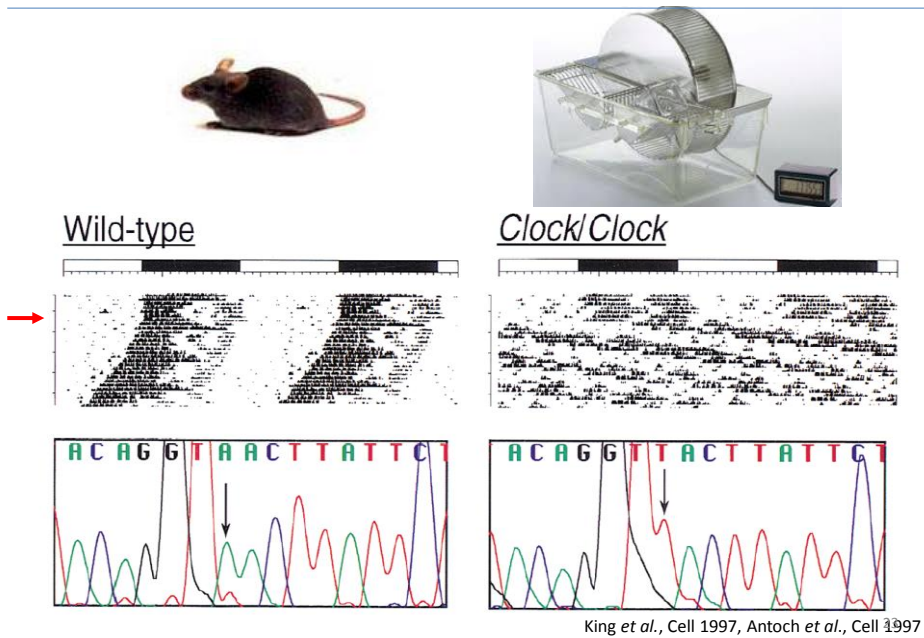 Wild-type
Clock/Clock
A C A G G T A A C T T A T T C T
A C A G G T T A C T T A T T C T
King et al., Cell 1997, Antoch et al., Cell 1997